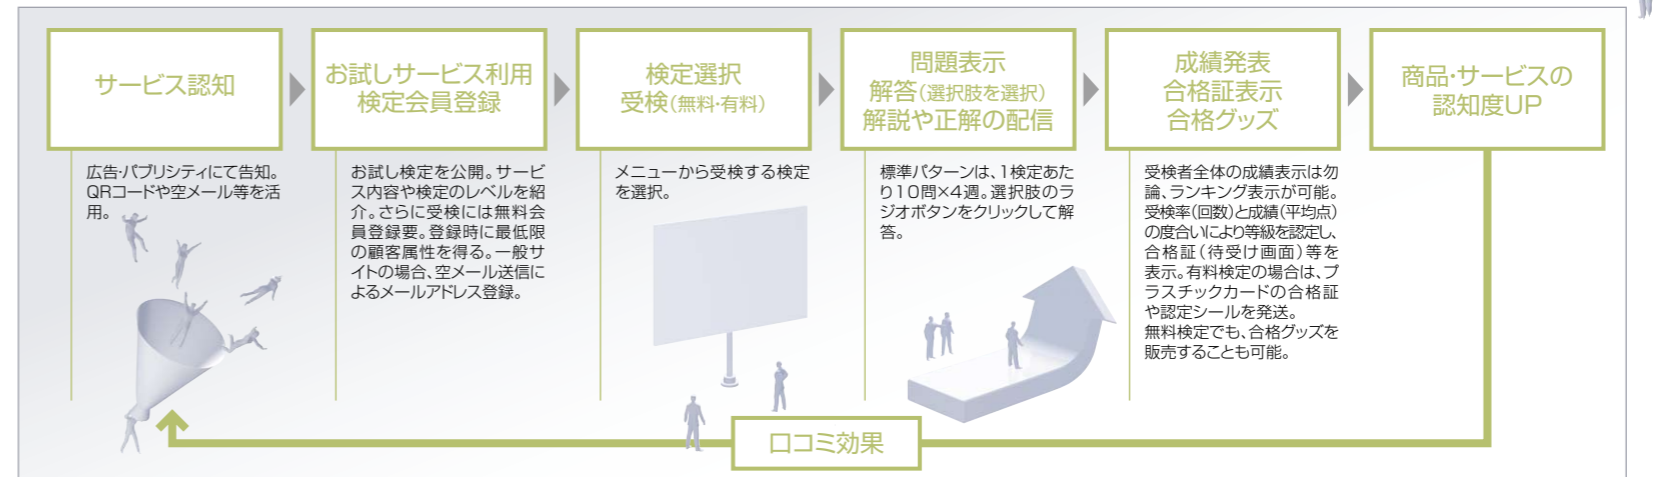 サービス認知
お試しサービス利用
検定会員登録
検定選択
受検(無料・有料)
問題表示
解答(選択肢を選択)
解説や正解の配信
成績発表
合格証表示
合格グッズ
商品・サービスの
認知度UP
広告・パブリシティにて告知。
QRコードや空メール等を活
用。
お試し検定を公開。サービ
ス内容や検定のレベルを紹
介。さらに受検には無料会
員登録要。登録時に最低限
の顧客属性を得る。一般サ
イトの場合、空メール送信に
よるメールアドレス登録。
メニューから受検する検定
を選択。
標準パターンは、1検定あた
り10問×4週。選択肢のラ
ジオボタンをクリックして解
答。
受検者全体の成績表示は勿
論、ランキング表示が可能。
受検率(回数)と成績(平均点)
の度合いにより等級を認定し、
合格証(待受け画面)等を
表示。有料検定の場合は、プ
ラスチックカードの合格証
や認定シールを発送。
無料検定でも、合格グッズを
販売することも可能。
口コミ効果